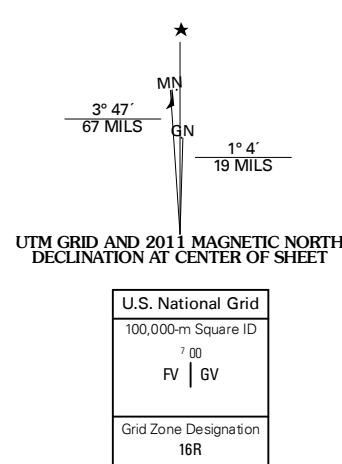 ★
MN
3° 47´
67 MILS
GN
1° 4´
19 MILS
UTM GRID AND 2011 MAGNETIC NORTH
DECLINATION AT CENTER OF SHEET
U.S. National Grid
100,000-m Square ID
7 00
FV GV
Grid Zone Designation
16R